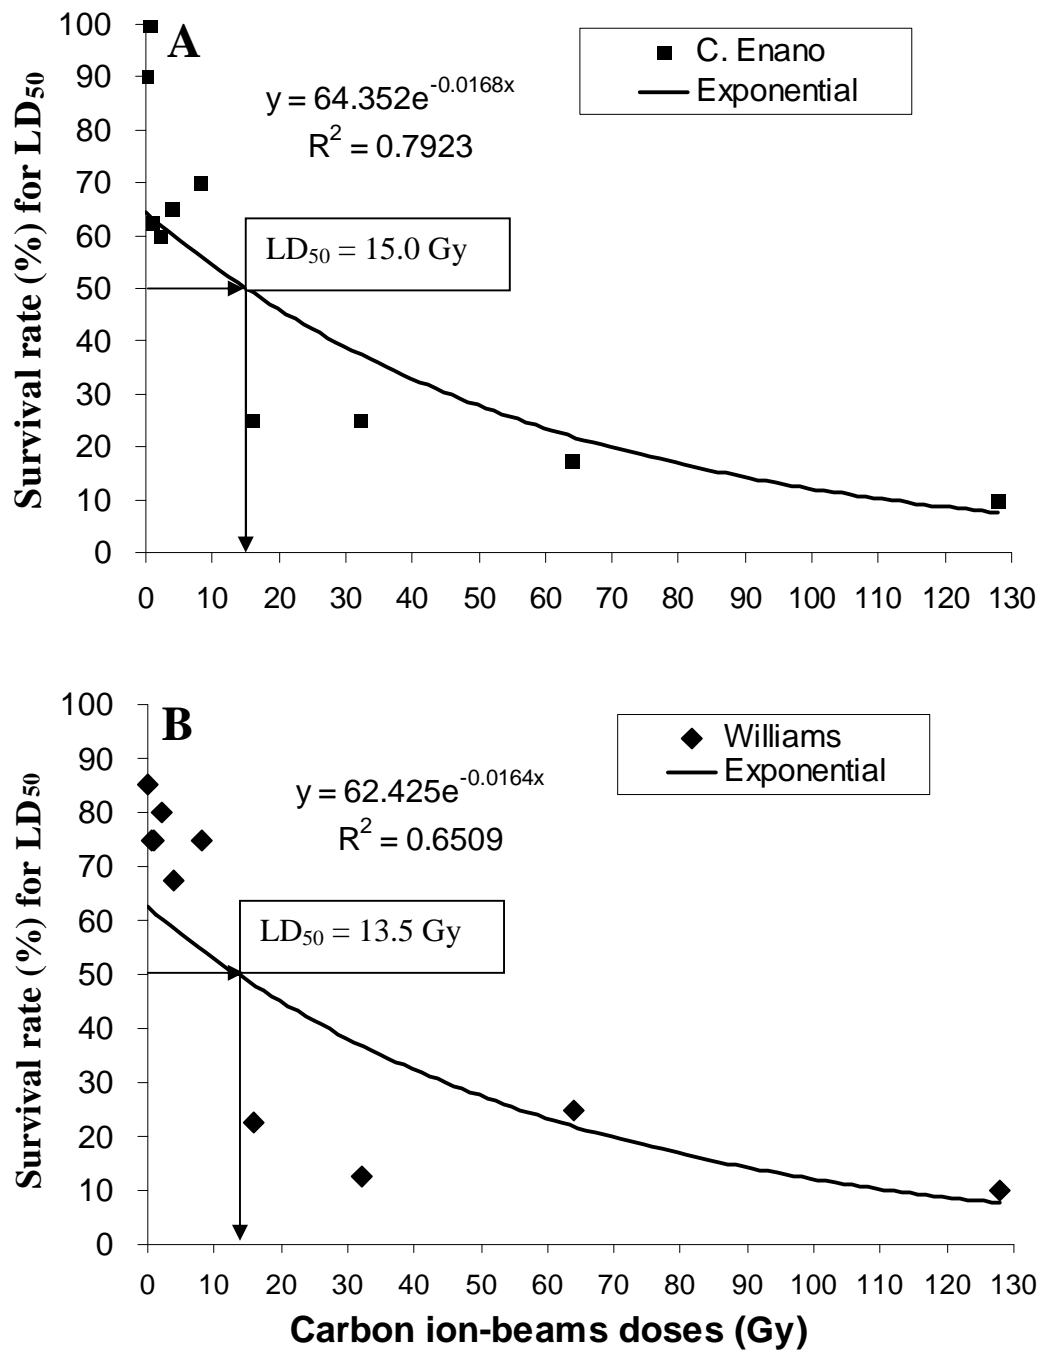 A
C. Enano
Exponential
y = 64.352e^-0.0168x
R² = 0.7923
LD₅₀ = 15.0 Gy
Survival rate (%) for LD₅₀
100
90
80
70
60
50
40
30
20
10
0
0 10 20 30 40 50 60 70 80 90 100 110 120 130
B
Williams
Exponential
y = 62.425e^-0.0164x
R² = 0.6509
LD₅₀ = 13.5 Gy
Survival rate (%) for LD₅₀
100
90
80
70
60
50
40
30
20
10
0
0 10 20 30 40 50 60 70 80 90 100 110 120 130
Carbon ion-beams doses (Gy)